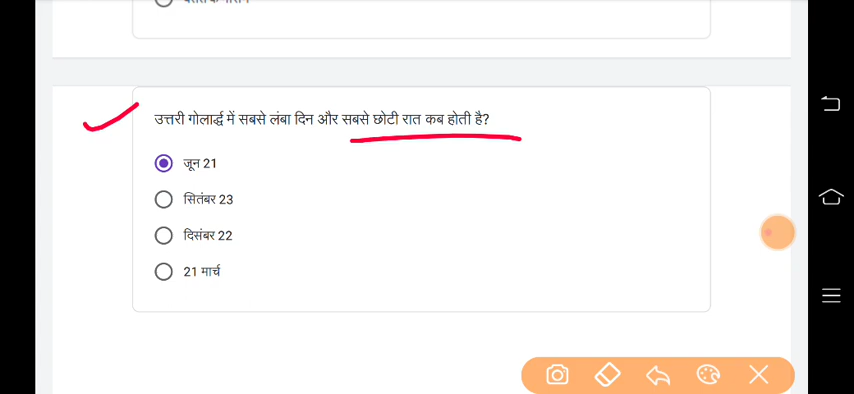 उत्तरी गोलार्द्ध में सबसे लंबा दिन और सबसे छोटी रात कब होती है?
जून 21
सितंबर 23
दिसंबर 22
21 मार्च